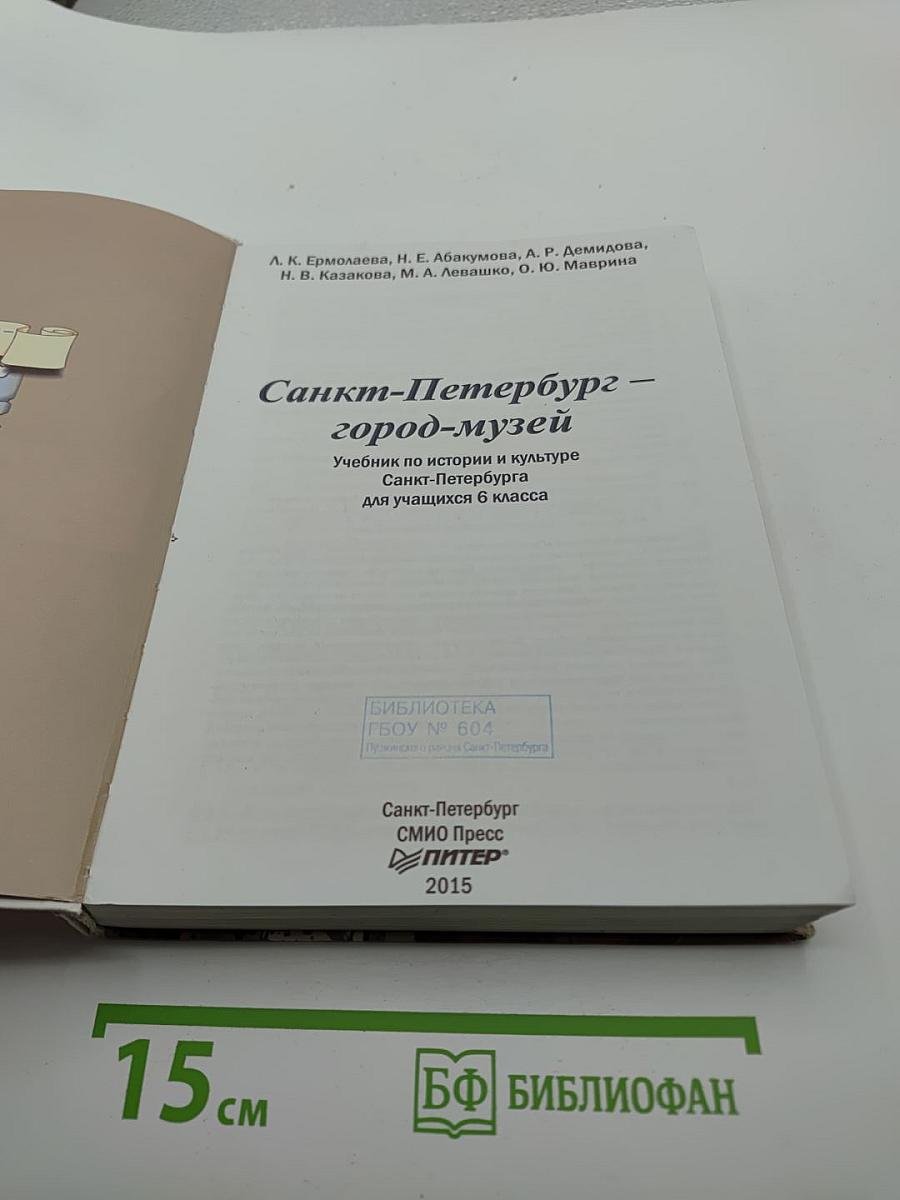 Л. К. Ермолаева, Н. Е. Абакумова, А. Р. Демидова,
Н. В. Казакова, М. А. Левашко, О. Ю. Маврина
Санкт-Петербург –
город-музей
Учебник по истории и культуре
Санкт-Петербурга
для учащихся 6 класса
БИБЛИОТЕКА
ГБОУ № 604
Пушкинского района Санкт-Петербурга
Санкт-Петербург
СМИО Пресс
ПИТЕР®
2015
15 см
БФ БИБЛИОФАН